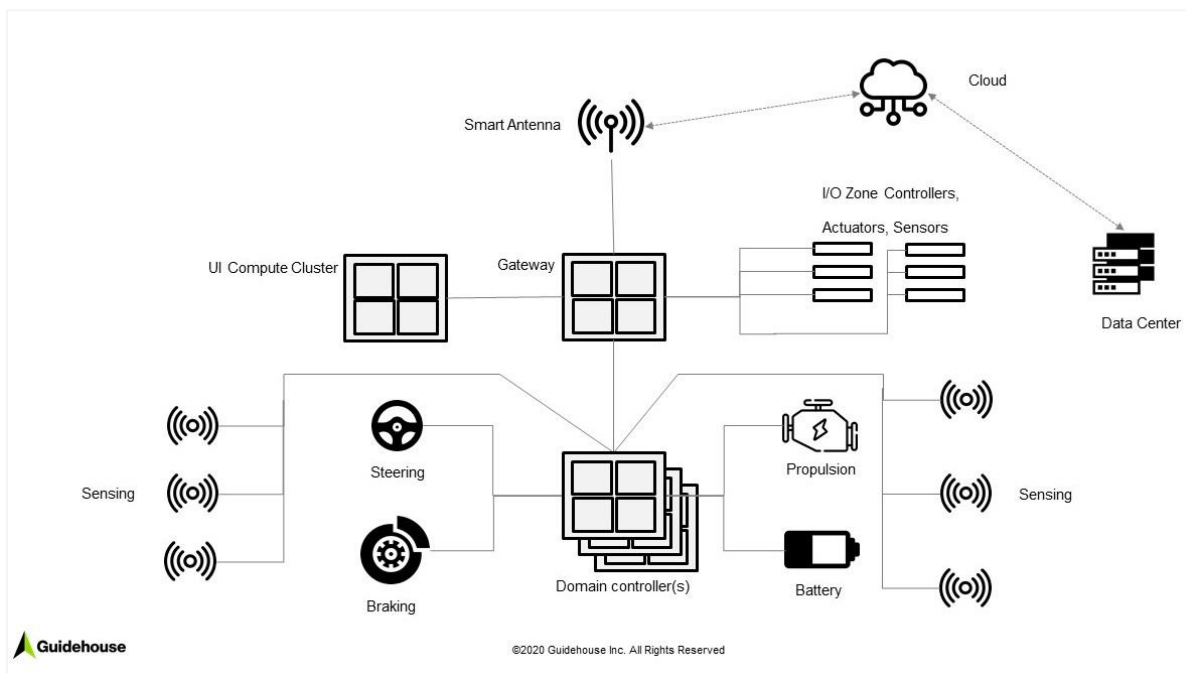 Cloud
Smart Antenna
I/O Zone Controllers,
Actuators, Sensors
UI Compute Cluster
Gateway
Data Center
Steering
Propulsion
Sensing
Sensing
Domain controller(s)
Battery
Braking
Guidehouse
©2020 Guidehouse Inc. All Rights Reserved